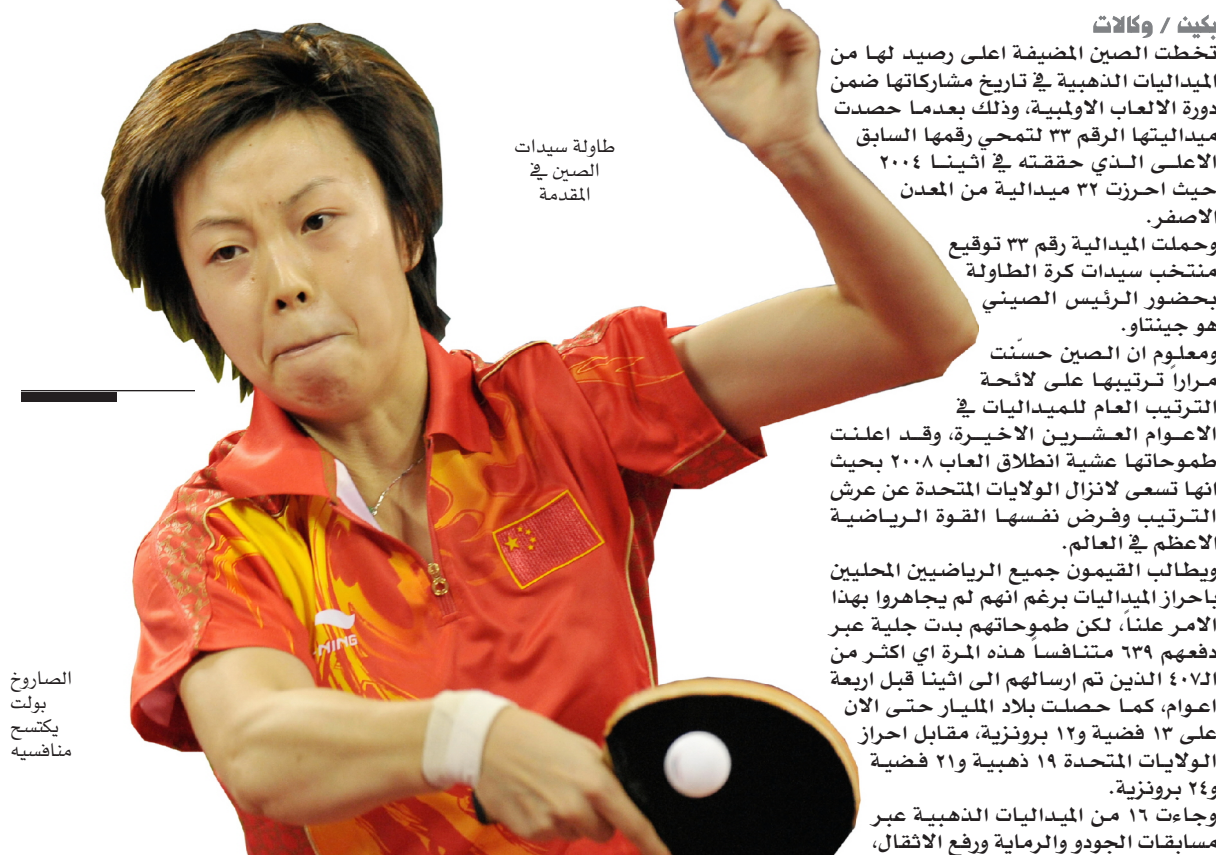 بكين / وكالات
تخطت الصين المضيفة اعلى رصيد لها من
الميداليات الذهبية في تاريخ مشاركاتها ضمن
دورة الالعاب الاولمبية، وذلك بعدما حصدت
ميداليتها الرقم ٣٣ لتمحي رقمها السابق
الاعلى الذي حققته في اثينا ٢٠٠٤
حيث احرزت ٣٢ ميدالية من المعدن
الاصفر.
وحملت الميدالية رقم ٣٣ توقيع
منتخب سيدات كرة الطاولة
بحضور الرئيس الصيني
هو جينتاو.
ومعلوم ان الصين حسّنت
مراراً ترتيبها على لائحة
الترتيب العام للميداليات في
الاعوام العشرين الاخيرة، وقد اعلنت
طموحاتها عشية انطلاق العاب ٢٠٠٨ بحيث
انها تسعى لانزال الولايات المتحدة عن عرش
الترتيب وفرض نفسها القوة الرياضية
الاعظم في العالم.
ويطالب القيمون جميع الرياضيين المحليين
باحراز الميداليات برغم انهم لم يجاهروا بهذا
الامر علناً، لكن طموحاتهم بدت جلية عبر
دفعهم ٦٣٩ متنافساً هذه المرة اي اكثر من
الـ٤٠٧ الذين تم ارسالهم الى اثينا قبل اربعة
اعوام، كما حصلت بلاد المليار حتى الان
على ١٣ فضية و١٢ برونزية، مقابل احراز
الولايات المتحدة ١٩ ذهبية و٢١ فضية
و٢٤ برونزية.
وجاءت ١٦ من الميداليات الذهبية عبر
مسابقات الجودو والرماية ورفع الاثقال،
طاولة سيدات
الصين في
المقدمة
الصاروخ
بولت
يكتسح
منافسيه
NING